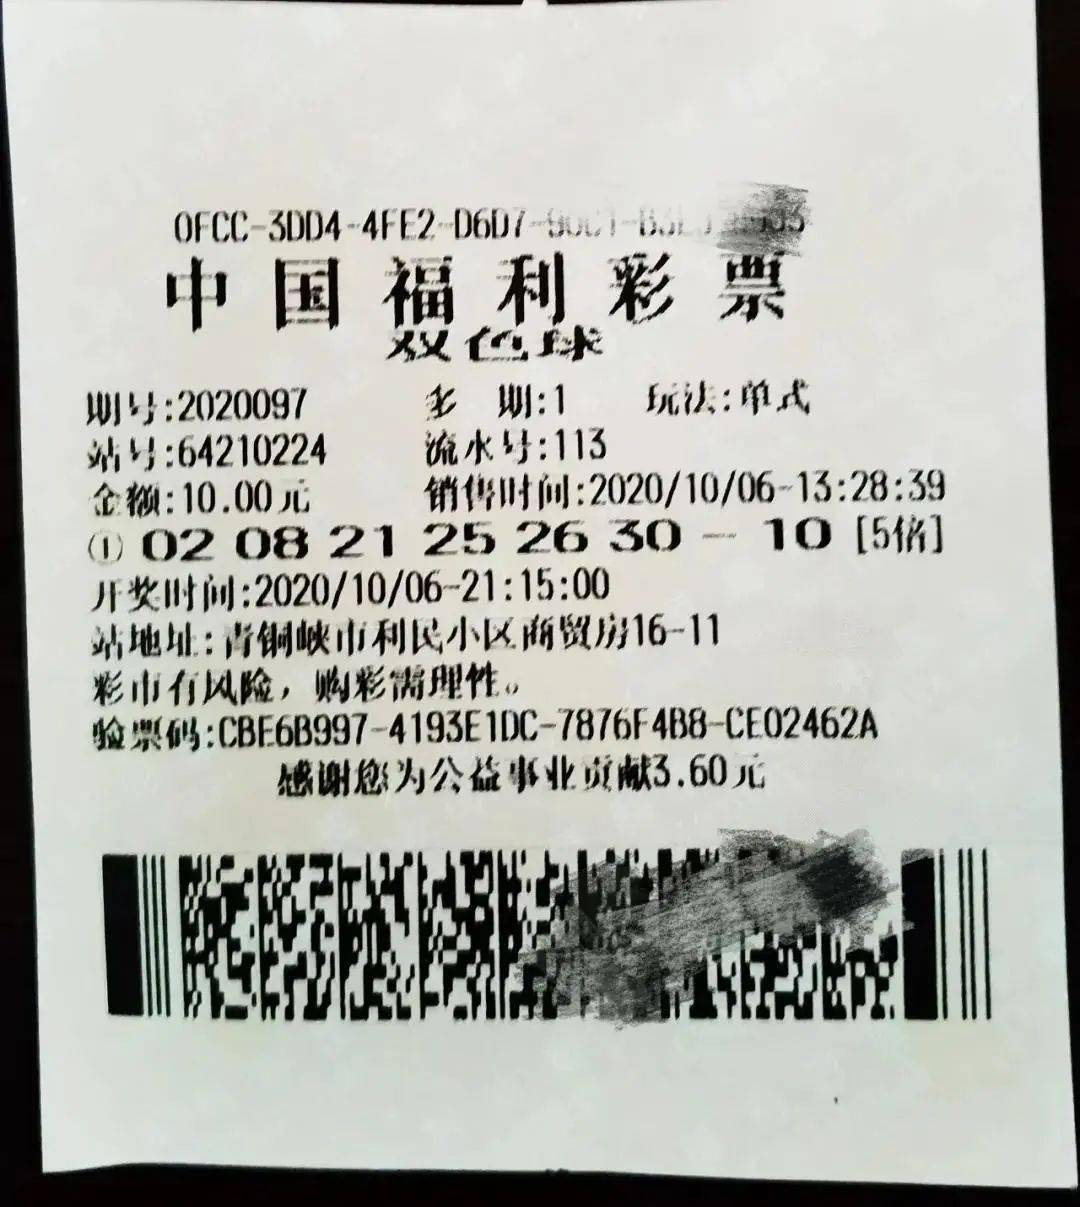 0FCC-3DD4-4FE2-D6D7-
中国福利彩票
双色球
期号:2020097 多 期:1 玩法:单式
站号:64210224 流水号:113
金额:10.00元 销售时间:2020/10/06-13:28:39
① 02 08 21 25 26 30 — 10 [5倍]
开奖时间:2020/10/06-21:15:00
站地址:青铜峡市利民小区商贸房16-11
彩市有风险，购彩需理性。
验票码:CBE6B997-4193E1DC-7876F4B8-CE02462A
感谢您为公益事业贡献3.60元